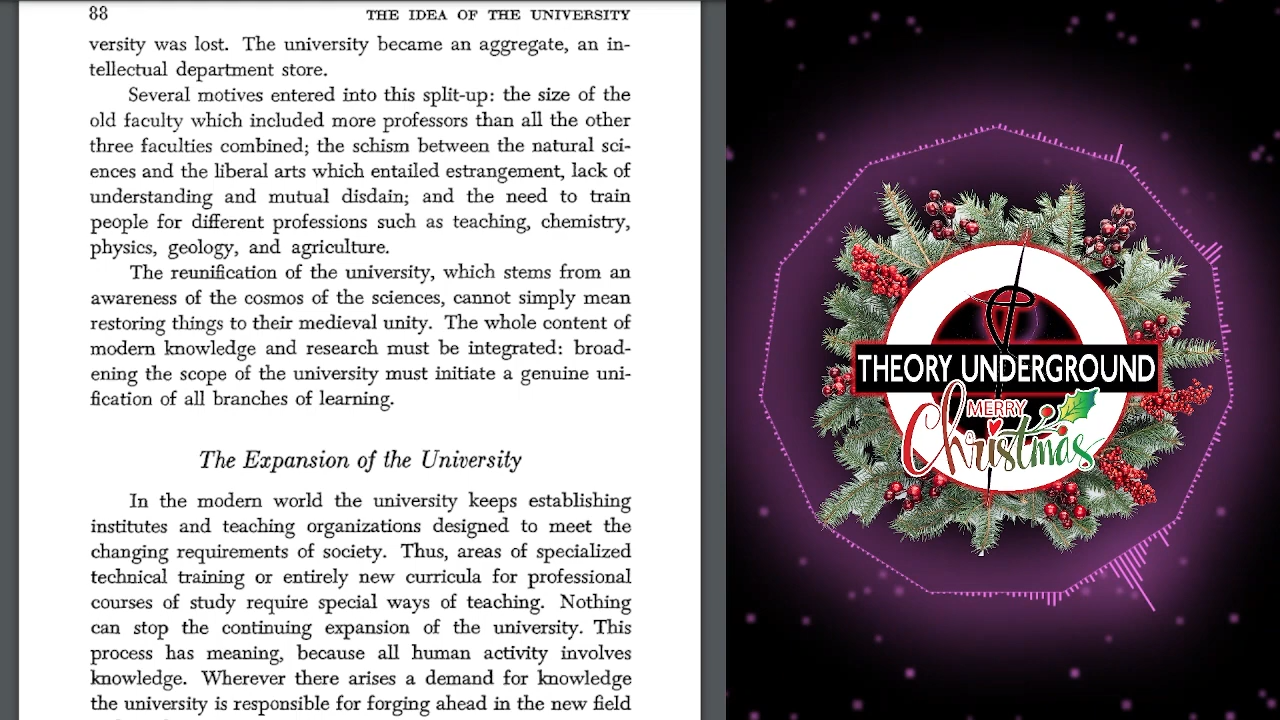 88 THE IDEA OF THE UNIVERSITY
versity was lost. The university became an aggregate, an in-
tellectual department store.
Several motives entered into this split-up: the size of the
old faculty which included more professors than all the other
three faculties combined; the schism between the natural sci-
ences and the liberal arts which entailed estrangement, lack of
understanding and mutual disdain; and the need to train
people for different professions such as teaching, chemistry,
physics, geology, and agriculture.
The reunification of the university, which stems from an
awareness of the cosmos of the sciences, cannot simply mean
restoring things to their medieval unity. The whole content of
modern knowledge and research must be integrated: broad-
ening the scope of the university must initiate a genuine uni-
fication of all branches of learning.
The Expansion of the University
In the modern world the university keeps establishing
institutes and teaching organizations designed to meet the
changing requirements of society. Thus, areas of specialized
technical training or entirely new curricula for professional
courses of study require special ways of teaching. Nothing
can stop the continuing expansion of the university. This
process has meaning, because all human activity involves
knowledge. Wherever there arises a demand for knowledge
the university is responsible for forging ahead in the new field
THEORY UNDERGROUND
MERRY
Christmas